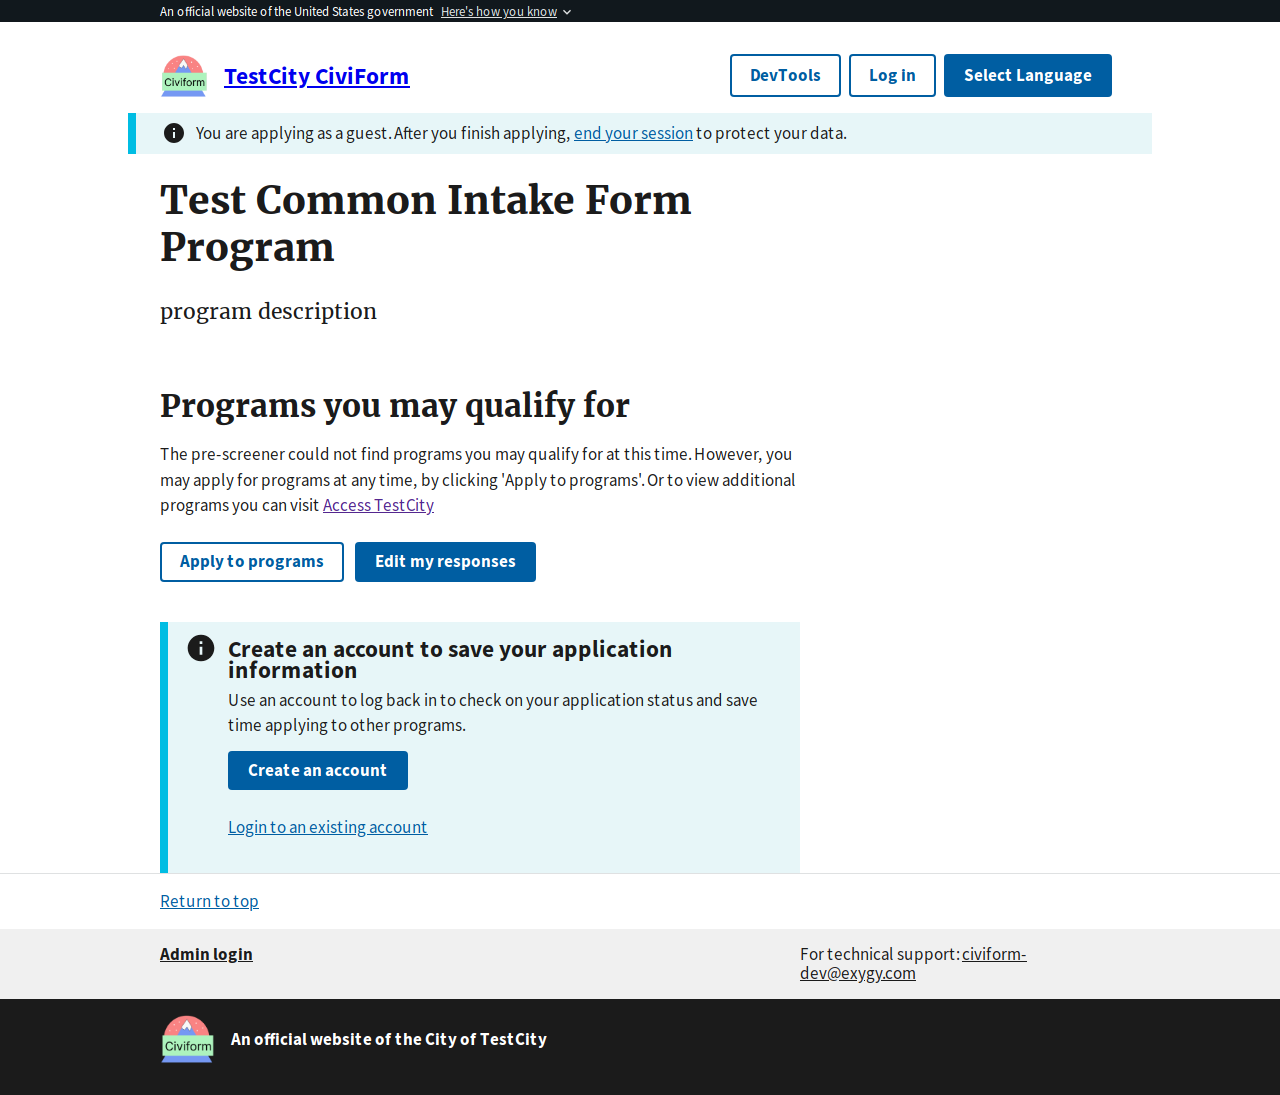 An official website of the United States government Here's how you know
Civiform
TestCity CiviForm
DevTools
Log in
Select Language
You are applying as a guest. After you finish applying, end your session to protect your data.
Test Common Intake Form
Program
program description
Programs you may qualify for
The pre-screener could not find programs you may qualify for at this time. However, you
may apply for programs at any time, by clicking 'Apply to programs'. Or to view additional
programs you can visit Access TestCity
Apply to programs
Edit my responses
Create an account to save your application
information
Use an account to log back in to check on your application status and save
time applying to other programs.
Create an account
Login to an existing account
Return to top
Admin login
For technical support: civiform-
dev@exygy.com
Civiform
An official website of the City of TestCity